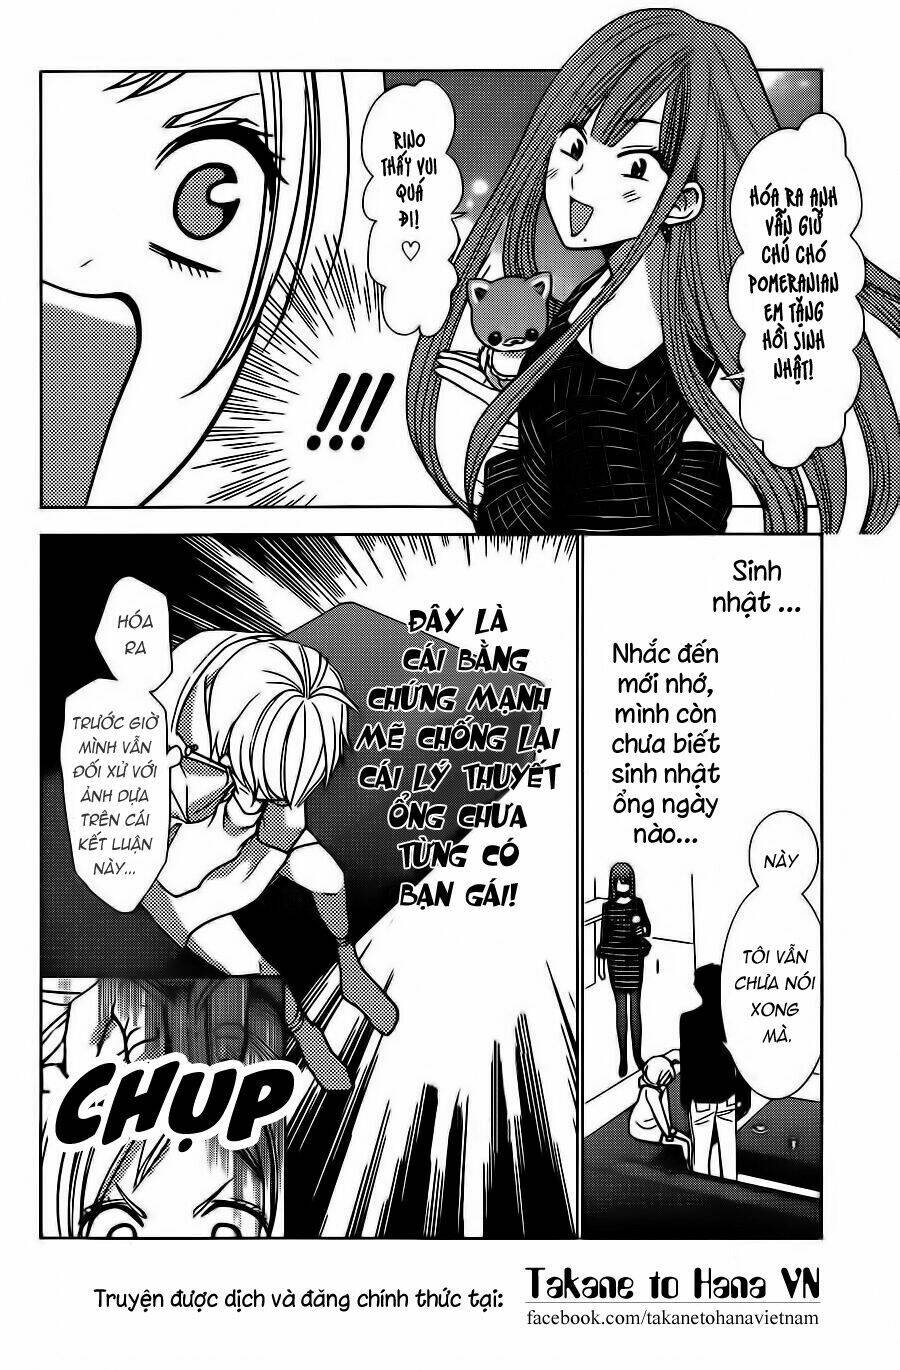 HÓA RA ANH
VẪN GIỮ
CHÚ CHÓ
POMERANIAN
EM TẶNG
HỒI SINH
NHẬT!
RINO
THẤY VUI
QUÁ
ĐI!
♡
!!!
Sinh
nhật ...
Nhắc đến
mới nhớ,
mình còn
chưa biết
sinh nhật
ổng ngày
nào...
NÀY
TÔI VẪN
CHƯA NÓI
XONG
MÀ.
ĐÂY LÀ
CÁI BẰNG
CHỨNG MẠNH
MẼ CHỐNG LẠI
CÁI LÝ THUYẾT
ỔNG CHƯA
TỪNG CÓ
BẠN GÁI!
HÓA
RA
TRƯỚC GIỜ
MÌNH VẪN
ĐỐI XỬ VỚI
ẢNH DỰA
TRÊN CÁI
KẾT LUẬN
NÀY...
CHỤP
Truyện được dịch và đăng chính thức tại:
Takane to Hana VN
facebook.com/takanetohanavietnam